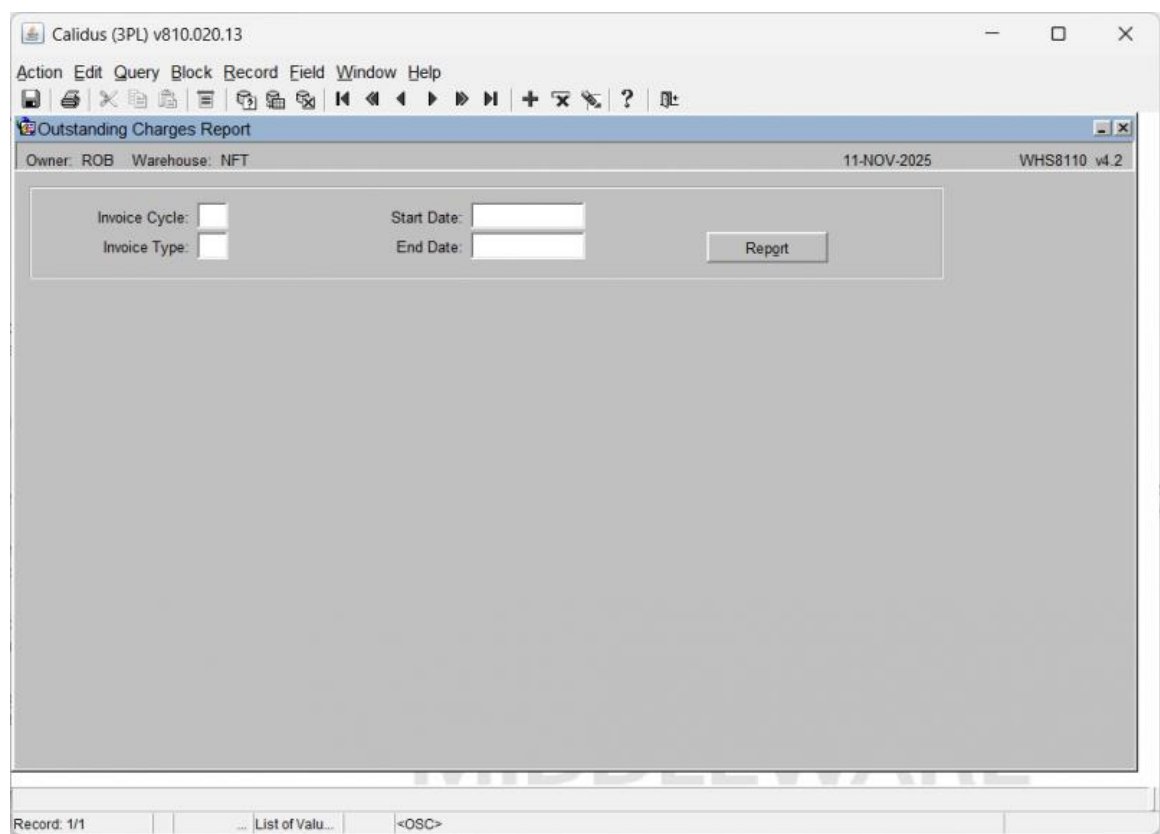 Calidus (3PL) v810.020.13
Action Edit Query Block Record Field Window Help
Outstanding Charges Report
Owner: ROB Warehouse: NFT 11-NOV-2025 WHS8110 v4.2
Invoice Cycle: Start Date:
Invoice Type: End Date: Report
MIDDLEWARE
Record: 1/1 ... List of Valu... <OSC>